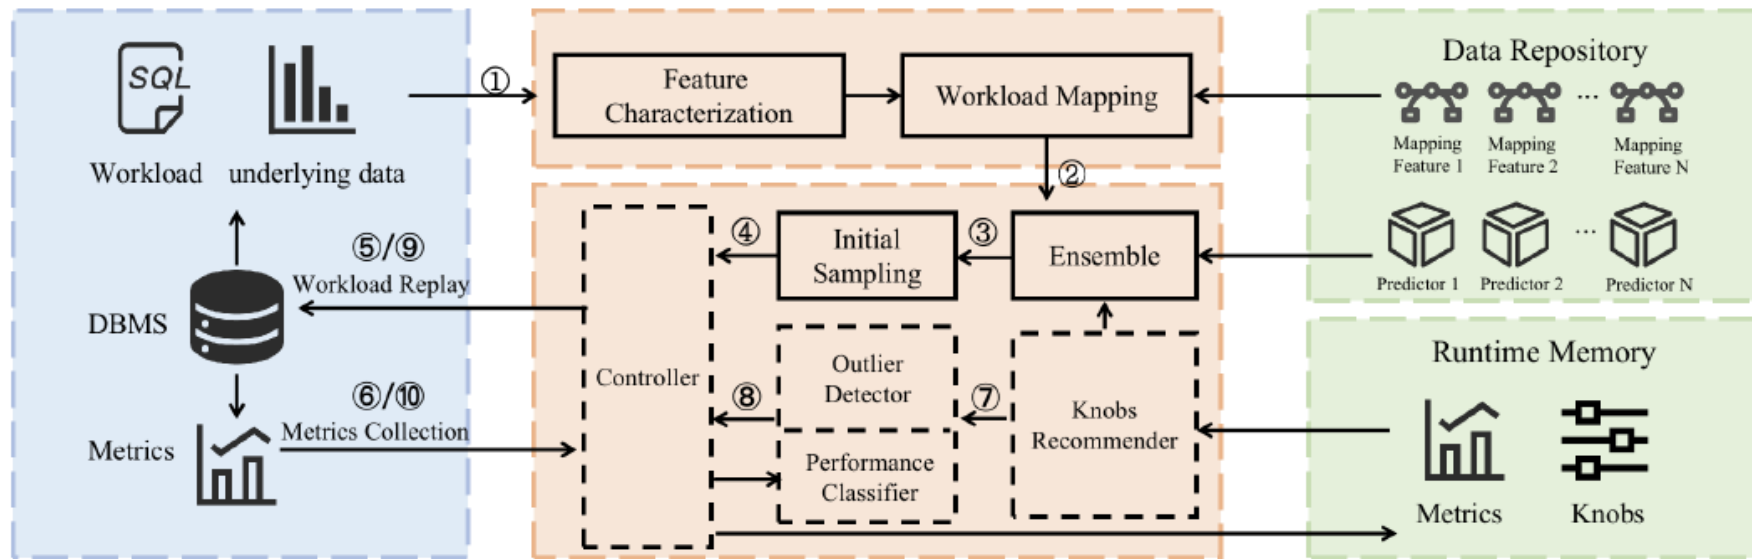 SQL
Workload underlying data
⑤/⑨
Workload Replay
DBMS
⑥/⑩
Metrics Collection
Metrics
①
Feature
Characterization
Workload Mapping
②
Controller
④
Initial
Sampling
③
Ensemble
⑧
Outlier
Detector
⑦
Performance
Classifier
Knobs
Recommender
Data Repository
...
Mapping
Feature 1
Mapping
Feature 2
Mapping
Feature N
...
Predictor 1
Predictor 2
Predictor N
Runtime Memory
Metrics
Knobs